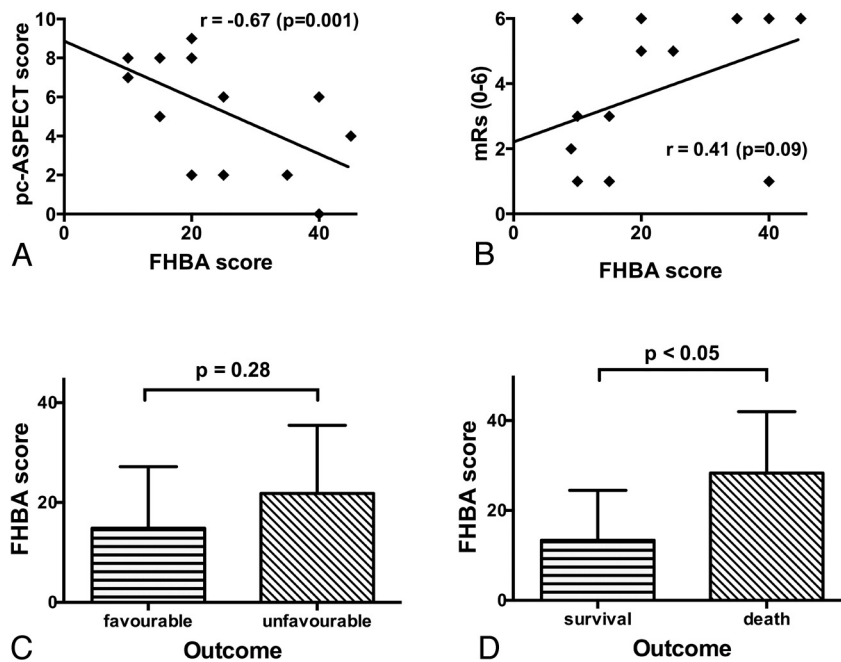 r = -0.67 (p=0.001)
pc-ASPECT score
10
8
6
4
2
0
0
20
40
FHBA score
A
mRs (0-6)
6
4
2
0
r = 0.41 (p=0.09)
0
20
40
FHBA score
B
p = 0.28
FHBA score
40
20
0
favourable
unfavourable
Outcome
C
p < 0.05
FHBA score
40
20
0
survival
death
Outcome
D